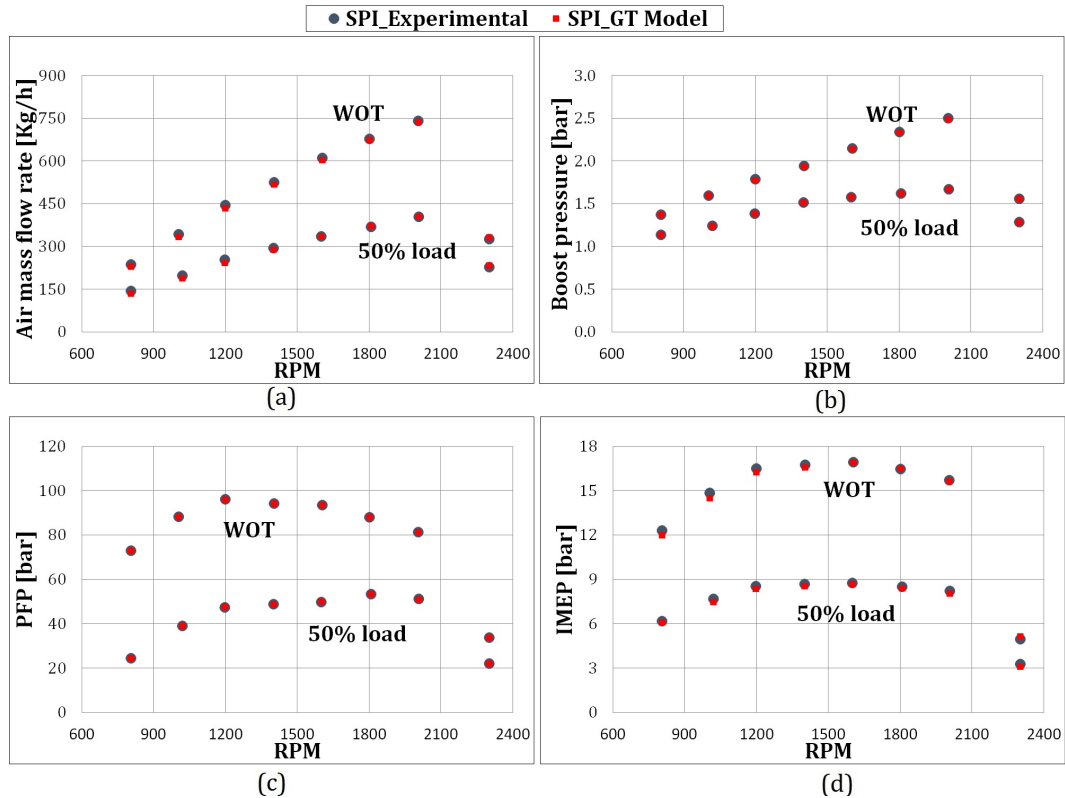 SPI_Experimental SPI_GT Model
Air mass flow rate [Kg/h]
900
750
600
450
300
150
0
WOT
50% load
600 900 1200 1500 1800 2100 2400
RPM
(a)
Boost pressure [bar]
3.0
2.5
2.0
1.5
1.0
0.5
0.0
WOT
50% load
600 900 1200 1500 1800 2100 2400
RPM
(b)
PFP [bar]
120
100
80
60
40
20
0
WOT
50% load
600 900 1200 1500 1800 2100 2400
RPM
(c)
IMEP [bar]
18
15
12
9
6
3
0
WOT
50% load
600 900 1200 1500 1800 2100 2400
RPM
(d)